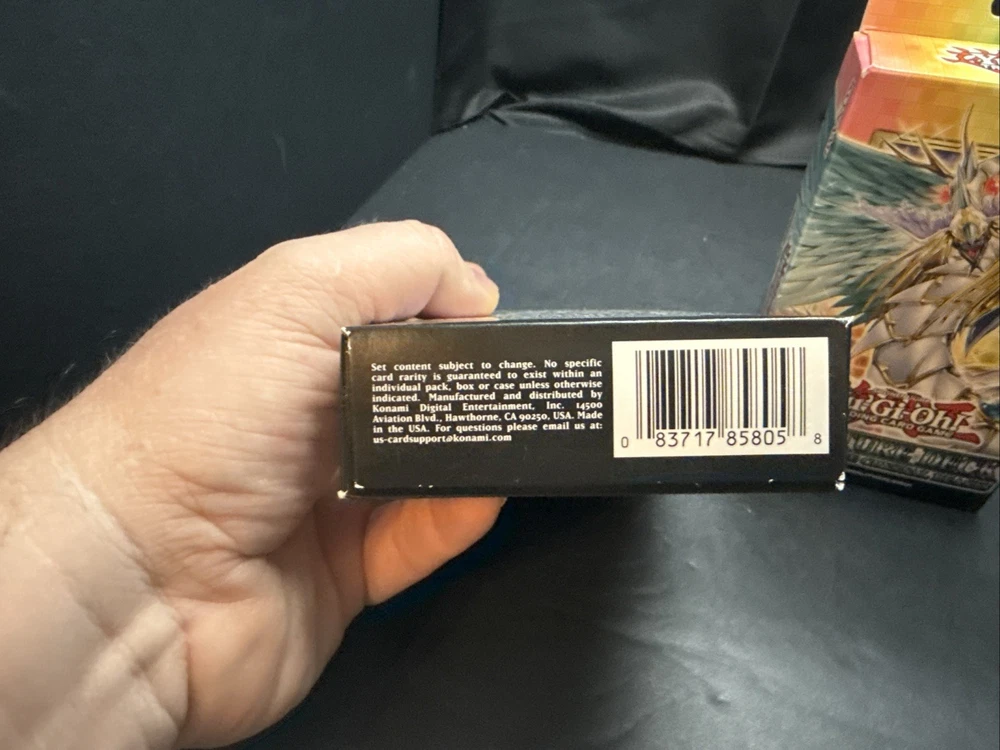 Set content subject to change. No specific
card rarity is guaranteed to exist within an
individual pack, box or case unless otherwise
indicated. Manufactured and distributed by
Konami Digital Entertainment, Inc. 14500
Aviation Blvd., Hawthorne, CA 90250, USA. Made
in the USA. For questions please email us at:
us-cardsupport@konami.com
0 83717 85805 8
Gi-Oh!
TRADING CARD GAME